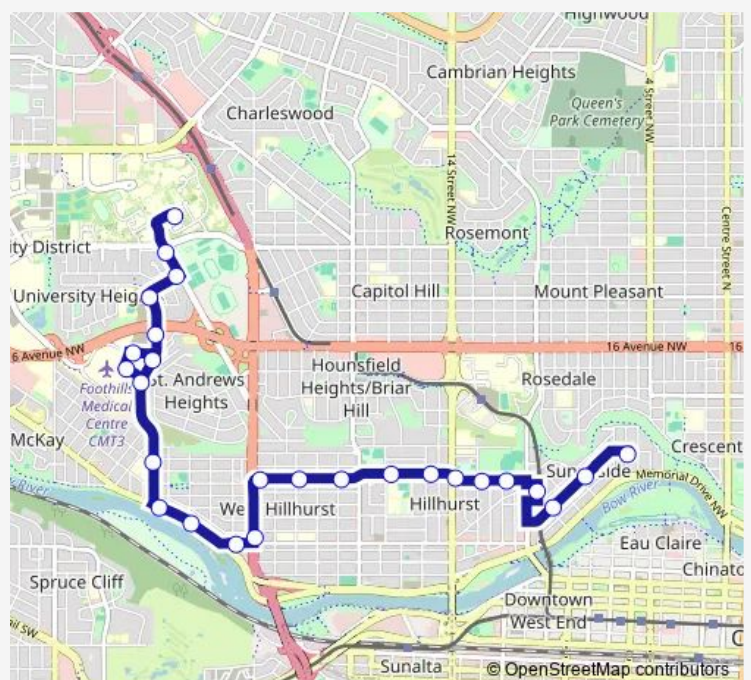 Highwood
Cambrian Heights
Queen's
Park Cemetery
4 Street NW
Charleswood
14 Street NW
Centre Street N
Rosemont
ity District
University Heig
Capitol Hill
Mount Pleasant
6 Avenue NW
16 Avenue NW
16
Hounsfield
Heights/Briar
Hill
Rosedale
St. Andrews
Heights
Foothills
Medical
Centre
CMT3
McKay
Crescent
Sunnyside
Memorial Drive NW
Bow River
River
We
Hillhurst
Hillhurst
Eau Claire
Chinato
Spruce Cliff
Downtown
West End
ail SW
C
Sunalta
© OpenStreetMap contributors